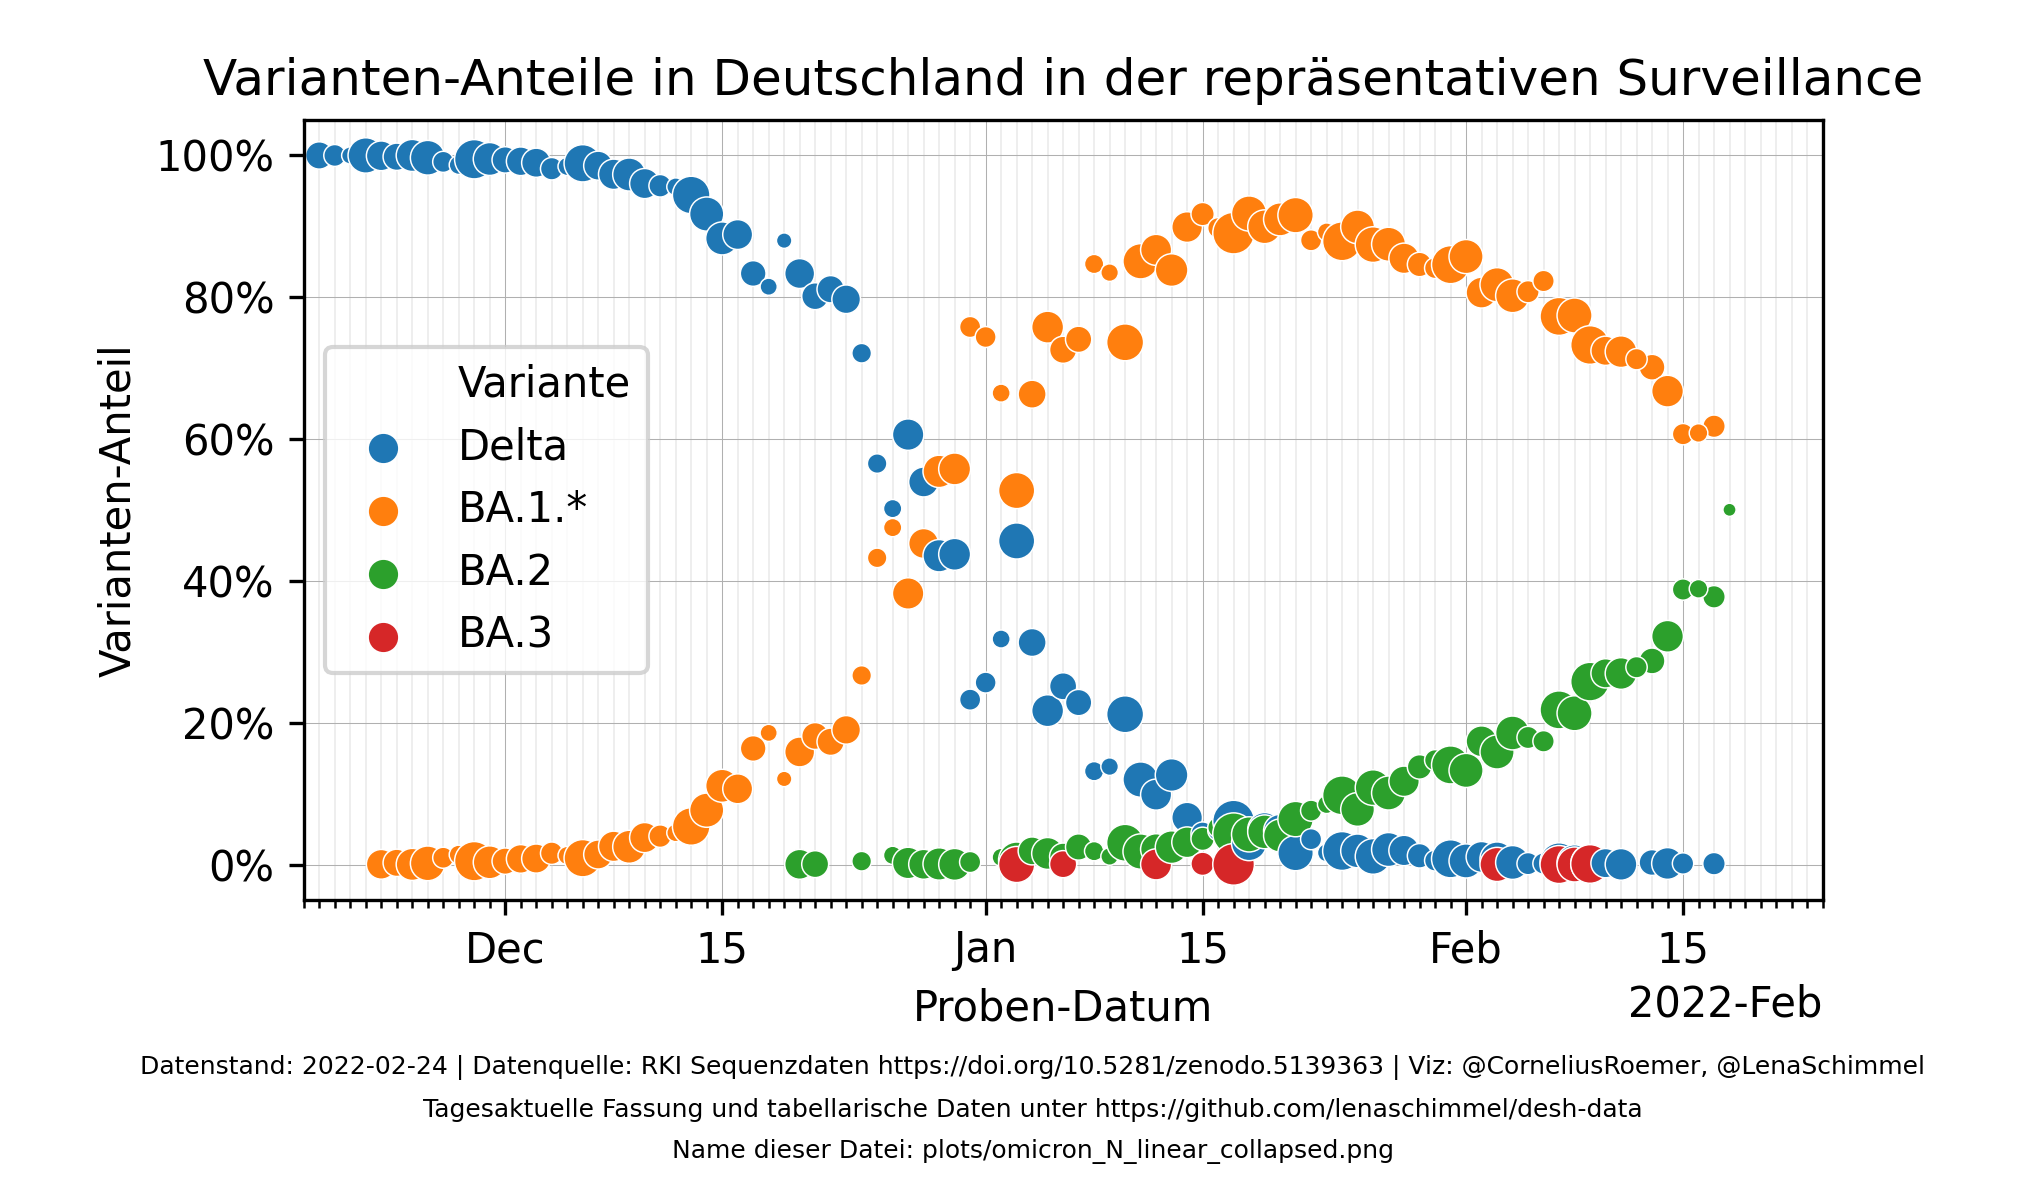 Varianten-Anteile in Deutschland in der repräsentativen Surveillance
100%
80%
60%
40%
20%
0%
Varianten-Anteil
Variante
Delta
BA.1.*
BA.2
BA.3
Dec 15 Jan 15 Feb 15
2022-Feb
Proben-Datum
Datenstand: 2022-02-24 | Datenquelle: RKI Sequenzdaten https://doi.org/10.5281/zenodo.5139363 | Viz: @CorneliusRoemer, @LenaSchimmel
Tagesaktuelle Fassung und tabellarische Daten unter https://github.com/lenaschimmel/desh-data
Name dieser Datei: plots/omicron_N_linear_collapsed.png